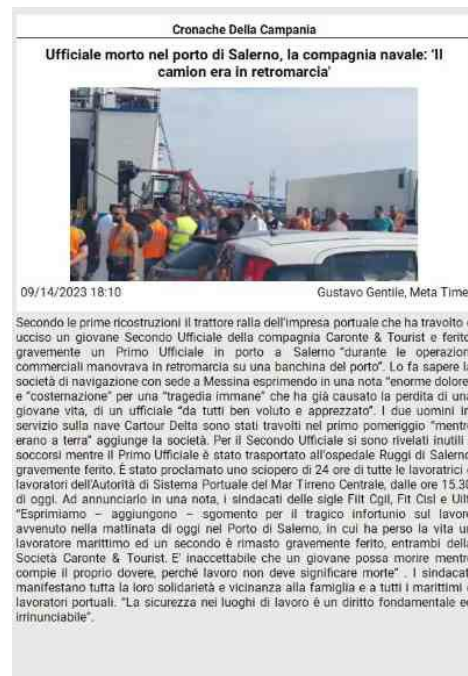 Cronache Della Campania
Ufficiale morto nel porto di Salerno, la compagnia navale: 'Il
camion era in retromarcia'
09/14/2023 18:10
Gustavo Gentile, Meta Time
Secondo le prime ricostruzioni il trattore ralla dell'impresa portuale che ha travolto
ucciso un giovane Secondo Ufficiale della compagnia Caronte & Tourist e ferito
gravemente un Primo Ufficiale in porto a Salerno "durante le operazion
commerciali manovrava in retromarcia su una banchina del porto". Lo fa sapere la
società di navigazione con sede a Messina esprimendo in una nota "enorme dolore
e "costernazione" per una "tragedia immane" che ha già causato la perdita di una
giovane vita, di un ufficiale "da tutti ben voluto e apprezzato". I due uomini in
servizio sulla nave Cartour Delta sono stati travolti nel primo pomeriggio "mentre
erano a terra" aggiunge la società. Per il Secondo Ufficiale si sono rivelati inutili
soccorsi mentre il Primo Ufficiale è stato trasportato all'ospedale Ruggi di Salerno
gravemente ferito. È stato proclamato uno sciopero di 24 ore di tutte le lavoratrici
lavoratori dell'Autorità di Sistema Portuale del Mar Tirreno Centrale, dalle ore 15.30
di oggi. Ad annunciarlo in una nota, i sindacati delle sigle Filt Cgil, Fit Cisl e Uilt
"Esprimiamo – aggiungono – sgomento per il tragico infortunio sul lavoro
avvenuto nella mattinata di oggi nel Porto di Salerno, in cui ha perso la vita un
lavoratore marittimo ed un secondo è rimasto gravemente ferito, entrambi della
Società Caronte & Tourist. E' inaccettabile che un giovane possa morire mentre
compie il proprio dovere, perché lavoro non deve significare morte" . I sindacat
manifestano tutta la loro solidarietà e vicinanza alla famiglia e a tutti i marittimi
lavoratori portuali. "La sicurezza nei luoghi di lavoro è un diritto fondamentale ed
irrinunciabile".